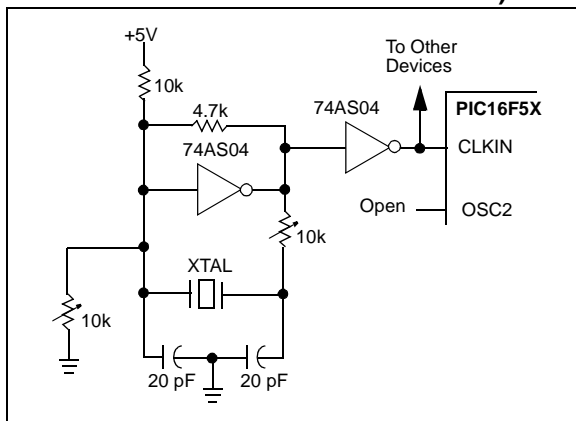 +5V
10k
4.7k
74AS04
74AS04
To Other
Devices
PIC16F5X
CLKIN
Open
OSC2
10k
XTAL
10k
20 pF
20 pF